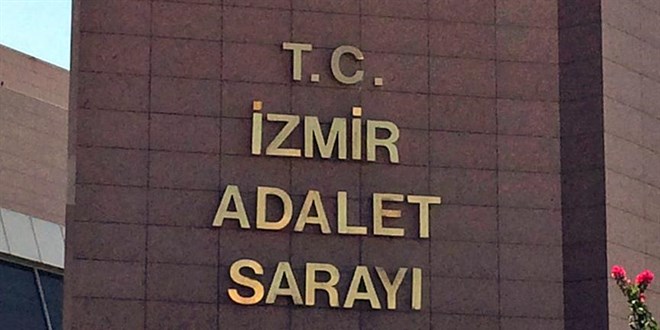 T.C.
İZMİR
ADALET
SARAYI